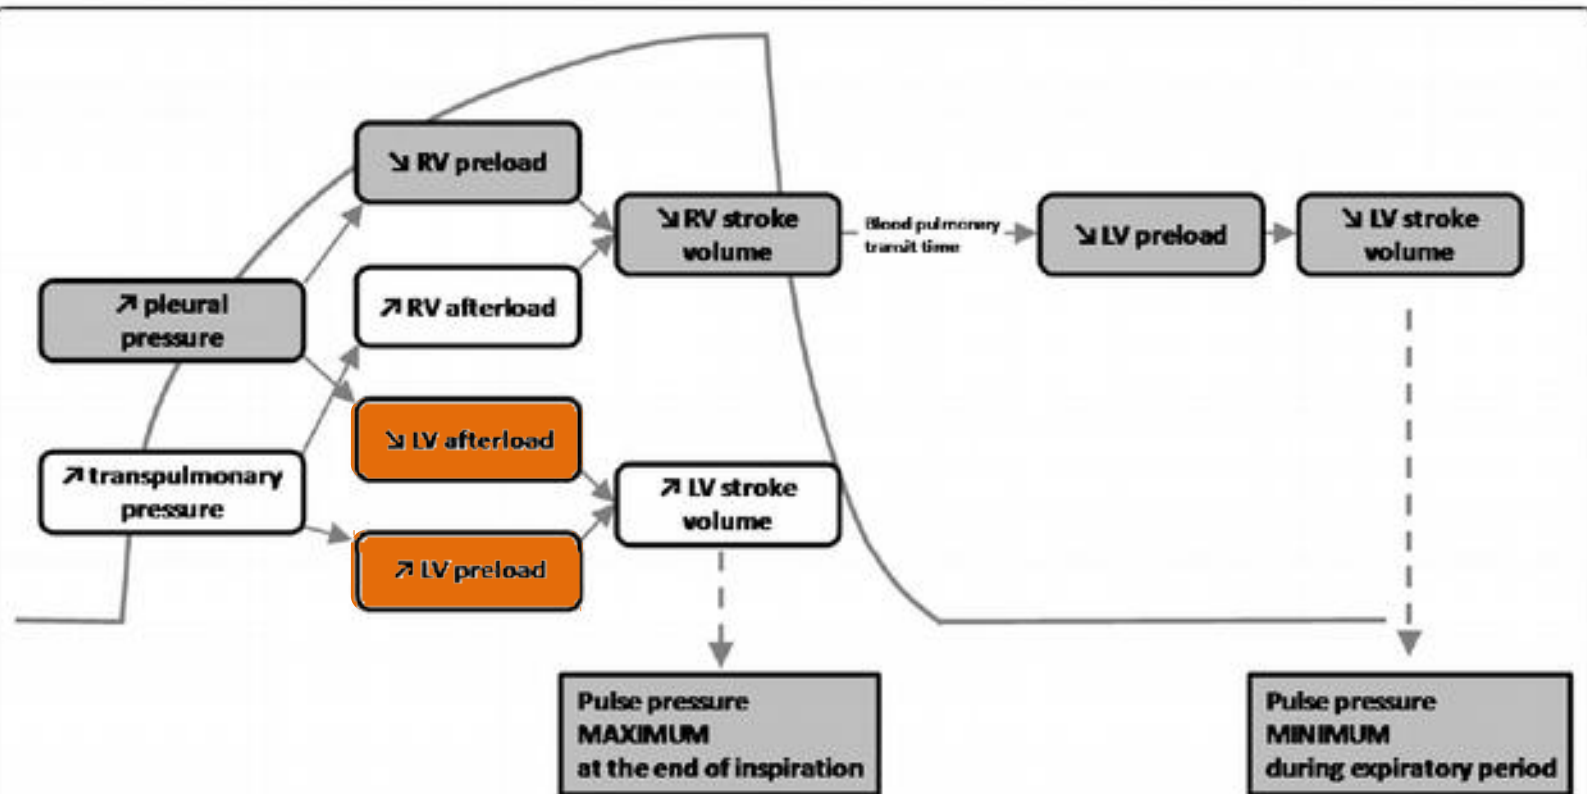 ↘ RV preload
↘ RV stroke
volume
Blood pulmonary
transit time
↘ LV preload
↘ LV stroke
volume
↗ pleural
pressure
↗ RV afterload
↘ LV afterload
↗ transpulmonary
pressure
↗ LV stroke
volume
↗ LV preload
Pulse pressure
MAXIMUM
at the end of inspiration
Pulse pressure
MINIMUM
during expiratory period